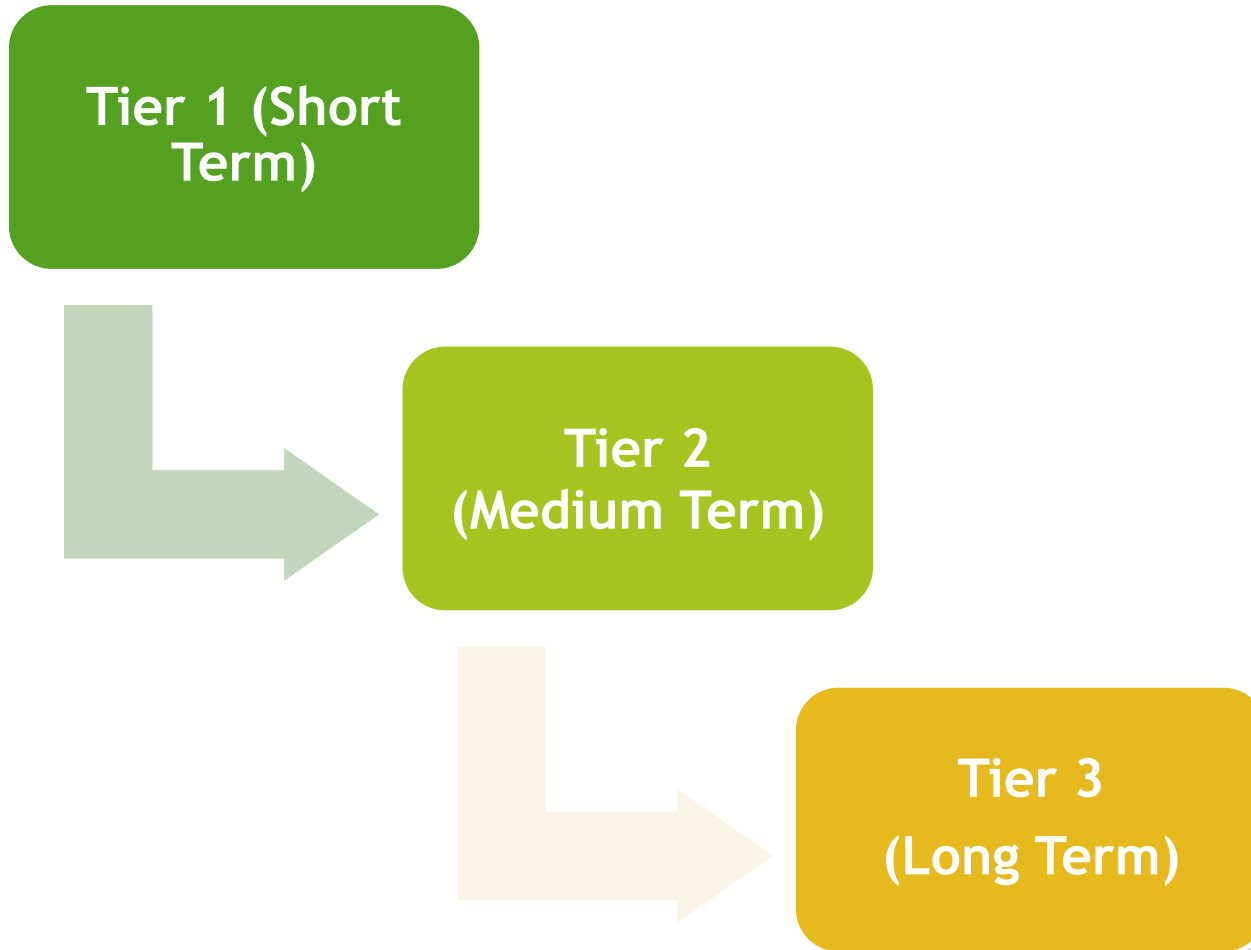 Tier 1 (Short
Term)
Tier 2
(Medium Term)
Tier 3
(Long Term)